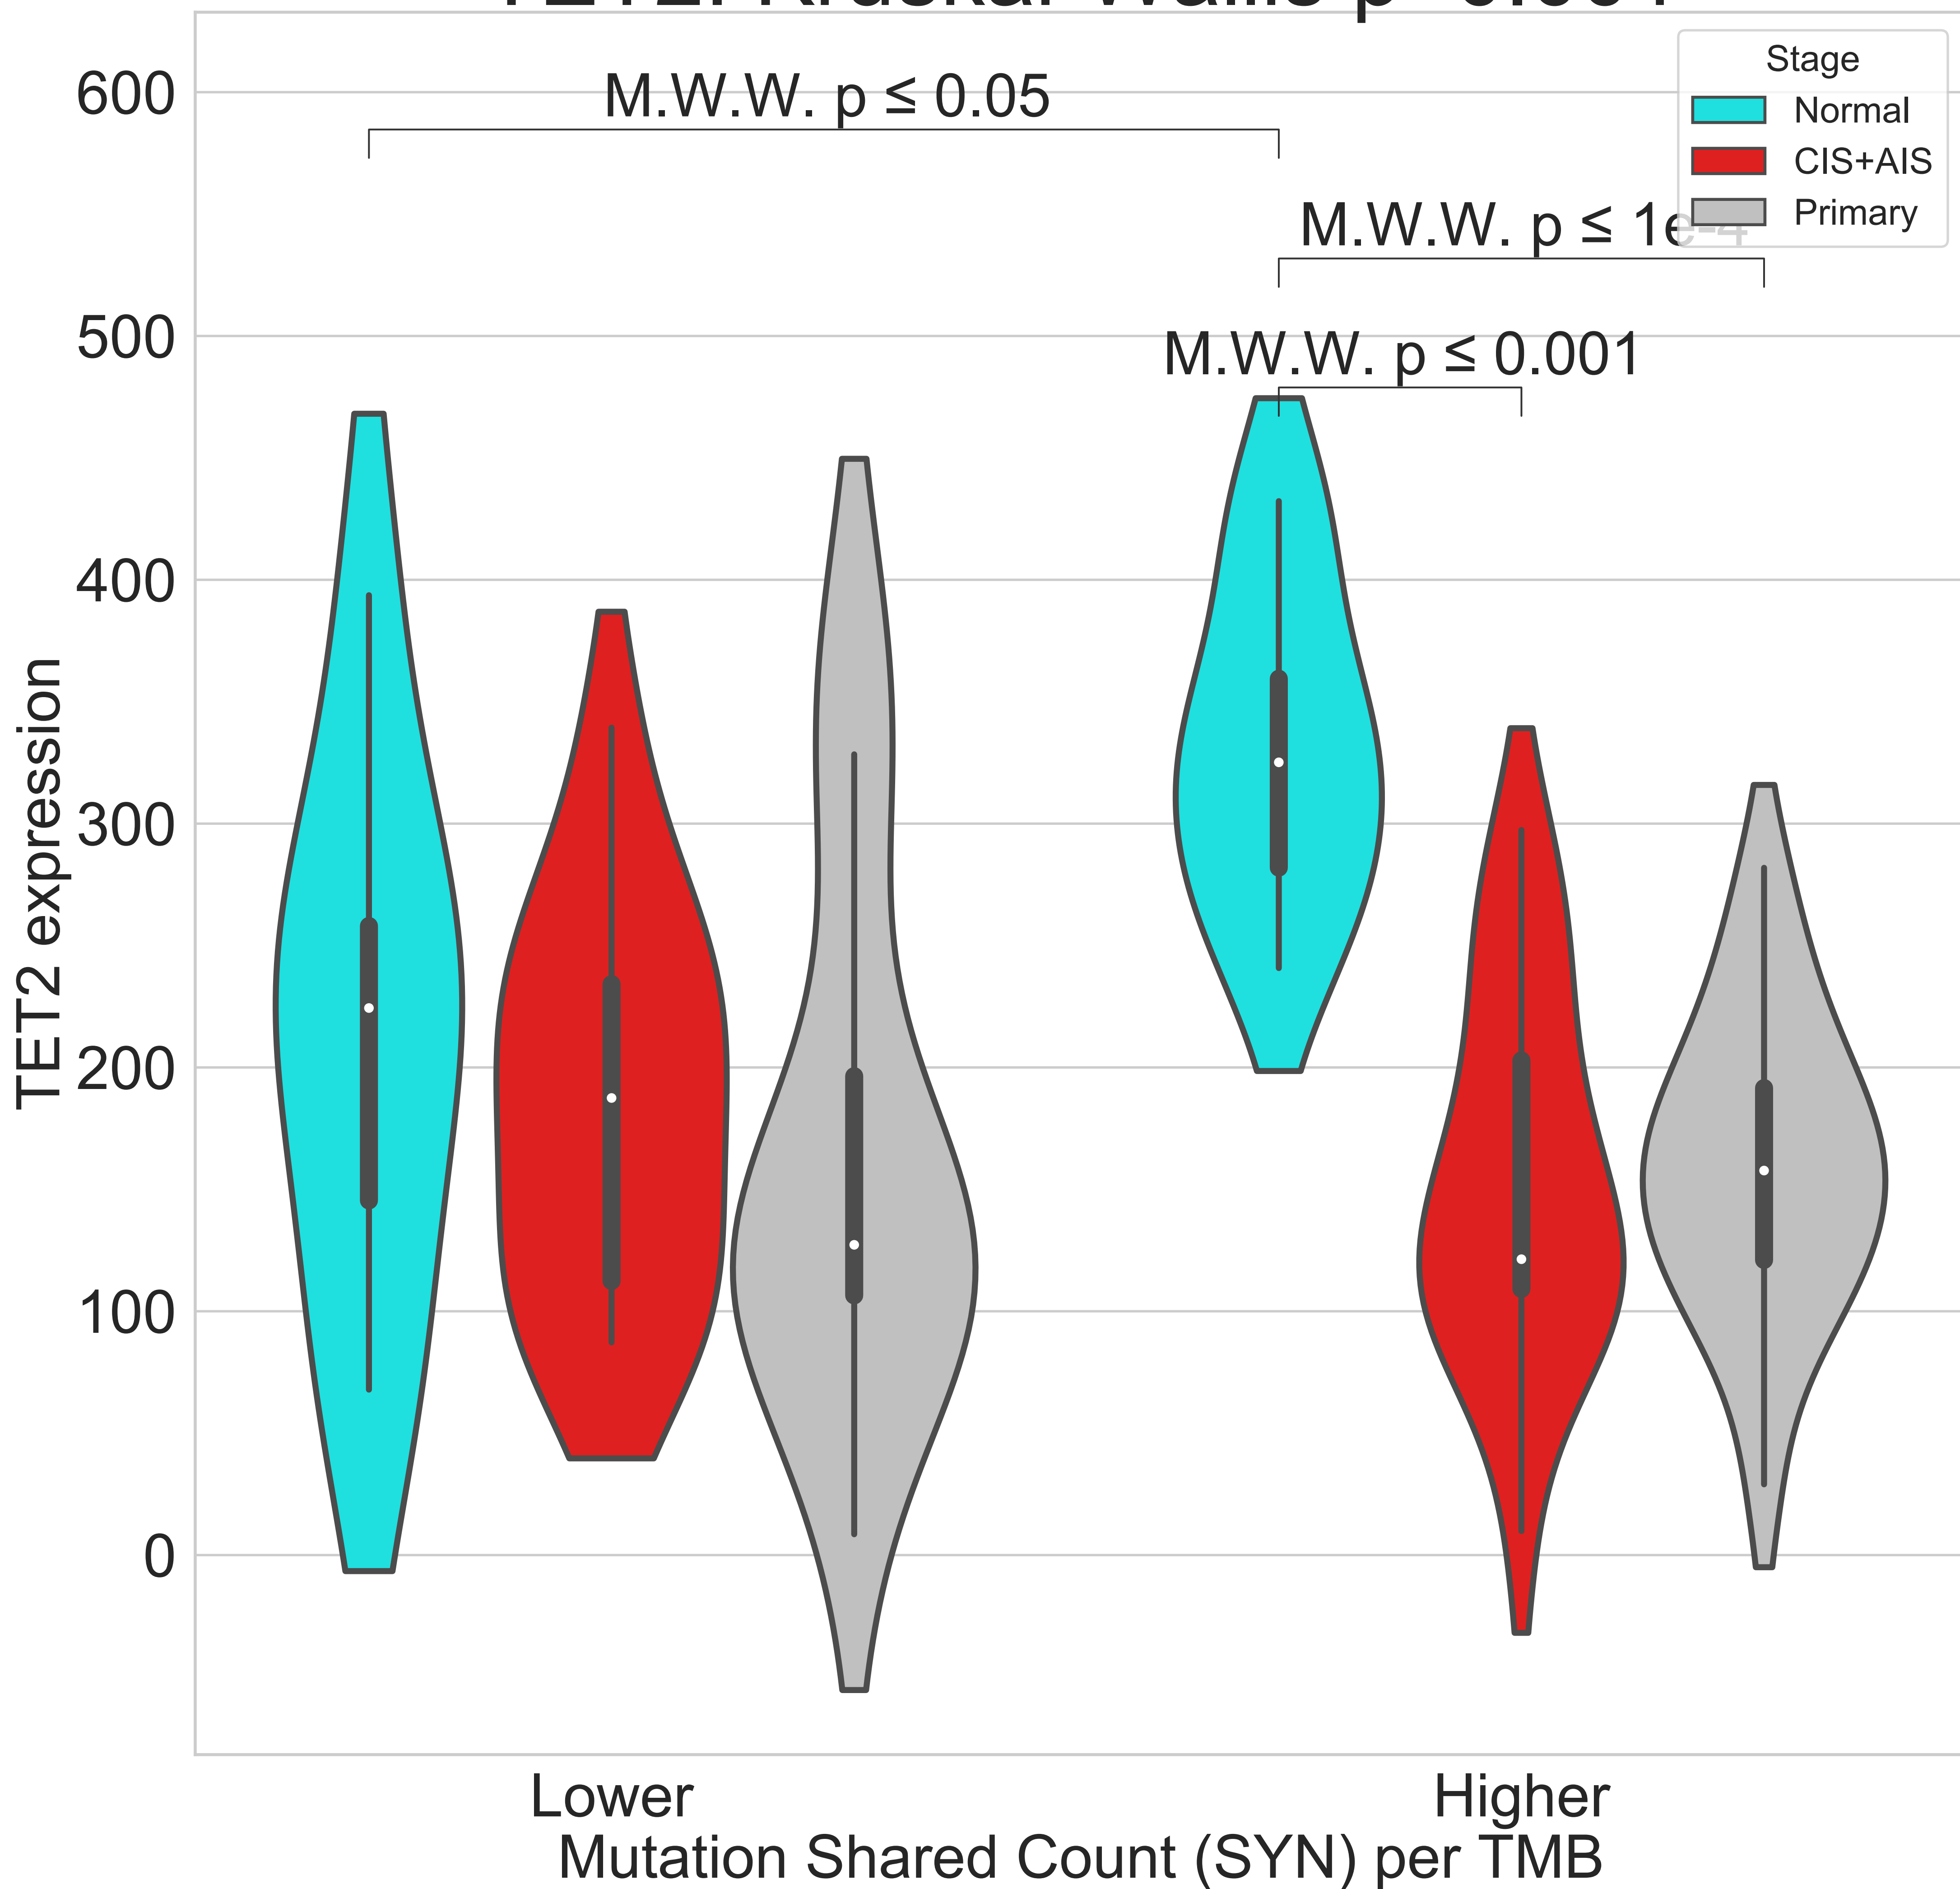 600
500
400
300
200
100
0
TET2 expression
M.W.W. p ≤ 0.05
M.W.W. p ≤ 1e-4
M.W.W. p ≤ 0.001
Stage
Normal
CIS+AIS
Primary
Lower
Higher
Mutation Shared Count (SYN) per TMB